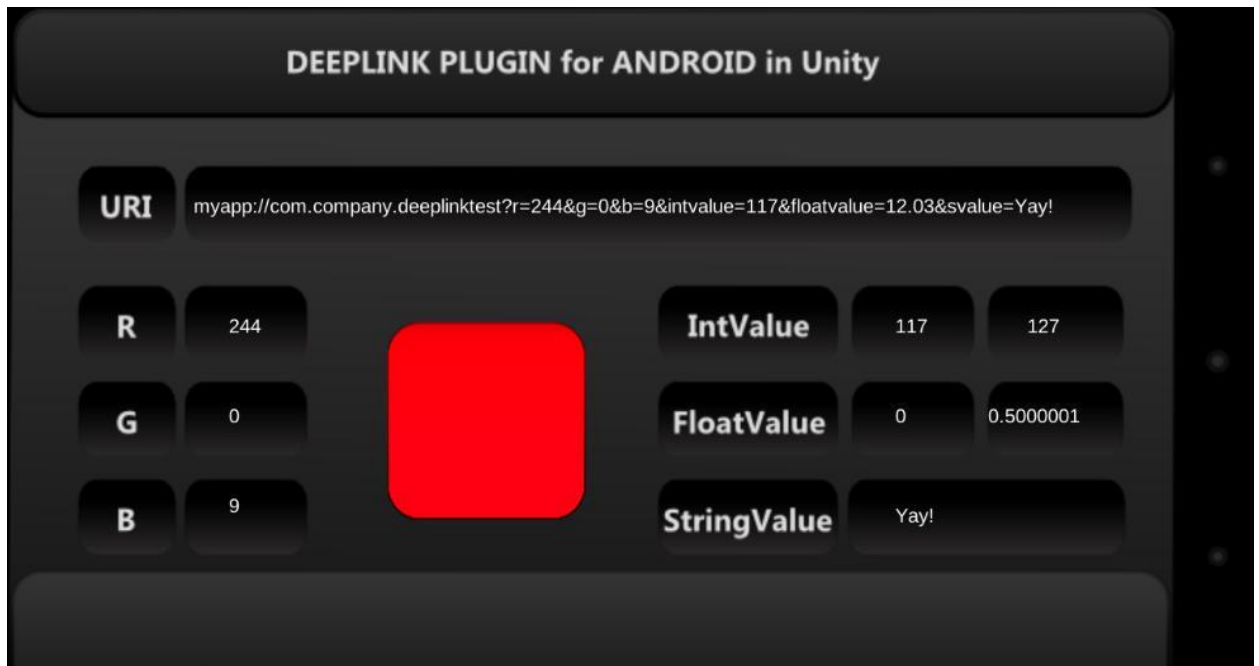 DEEPLINK PLUGIN for ANDROID in Unity
URI myapp://com.company.deeplinktest?r=244&g=0&b=9&intvalue=117&floatvalue=12.03&svalue=Yay!
R 244 IntValue 117 127
G 0 FloatValue 0 0.5000001
B 9 StringValue Yay!